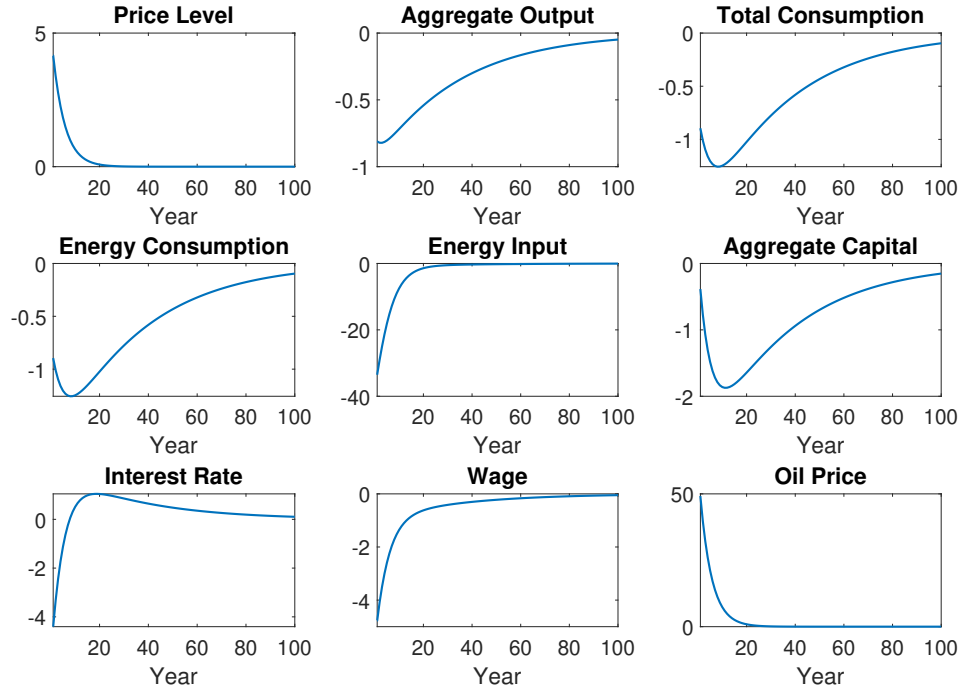 Price Level
Aggregate Output
Total Consumption
5
0
0
0
-0.5
-1
0
-0.5
-1
20 40 60 80 100
20 40 60 80 100
20 40 60 80 100
Year
Year
Year
Energy Consumption
Energy Input
Aggregate Capital
0
-0.5
-1
0
-20
-40
0
-1
-2
20 40 60 80 100
20 40 60 80 100
20 40 60 80 100
Year
Year
Year
Interest Rate
Wage
Oil Price
0
-2
-4
0
-2
-4
50
0
20 40 60 80 100
20 40 60 80 100
20 40 60 80 100
Year
Year
Year